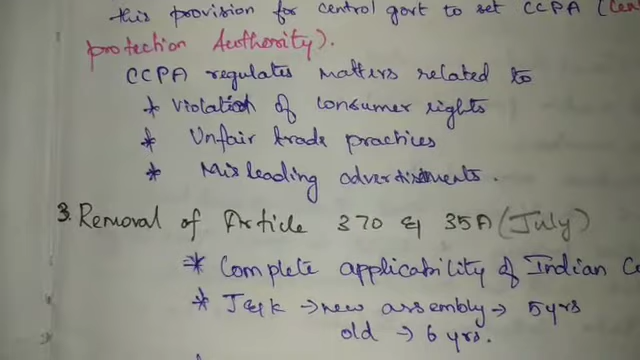 this provision for central govt to set CCPA (Cen
protection Authority).
CCPA regulates matters related to
* violation of consumer rights
* Unfair trade practices
* Misleading advertisements.
3. Removal of Article 370 & 35A (July)
* Complete applicability of Indian Co
* J&K → new assembly → 5 yrs
old → 6 yrs.